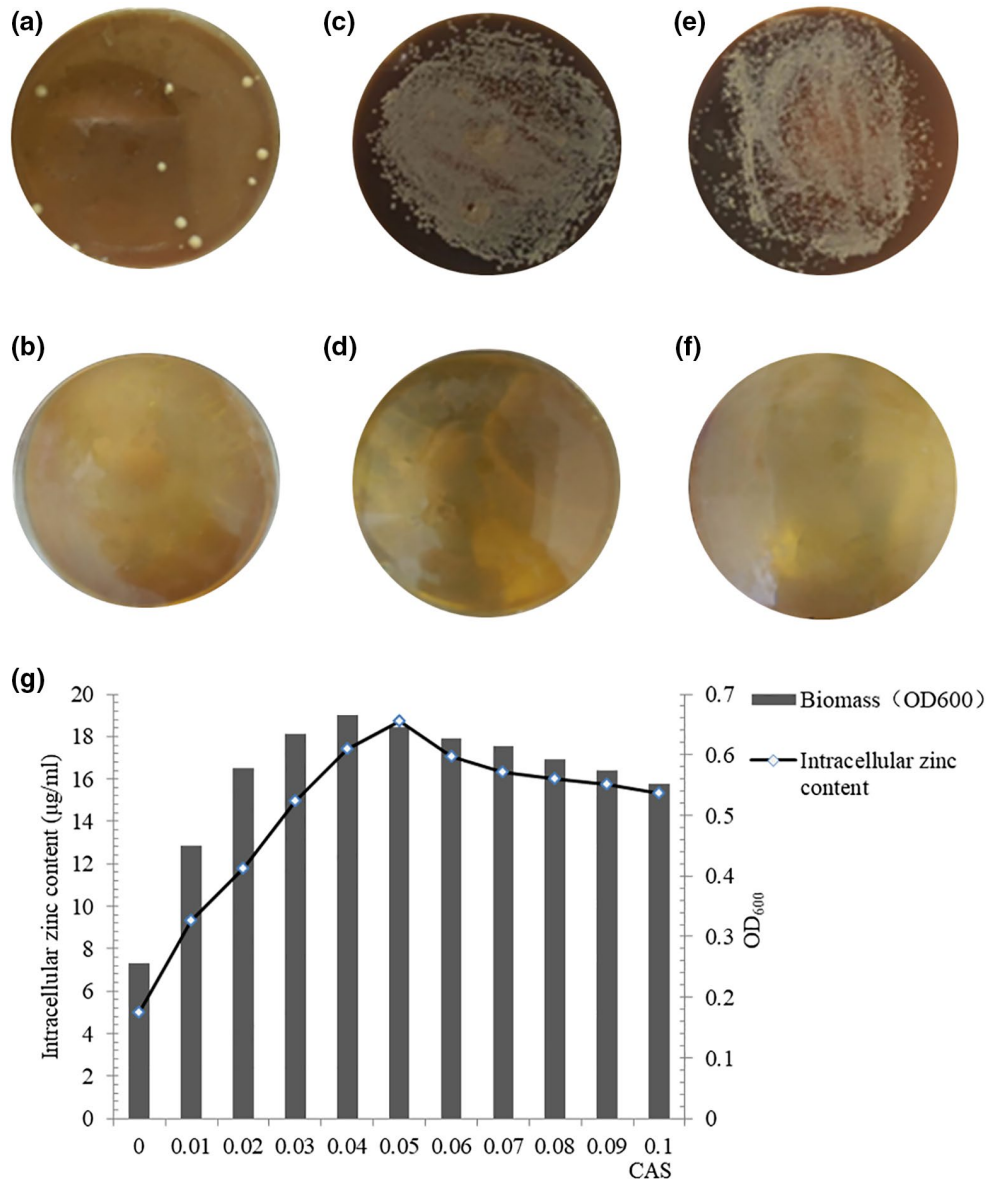 (a)
(c)
(e)
(b)
(d)
(f)
(g)
Intracellular zinc content (μg/ml)
20
18
16
14
12
10
8
6
4
2
0
0 0.01 0.02 0.03 0.04 0.05 0.06 0.07 0.08 0.09 0.1
CAS
0.7
0.6
0.5
0.4
0.3
0.2
0.1
0
OD600
Biomass（OD600）
Intracellular zinc
content